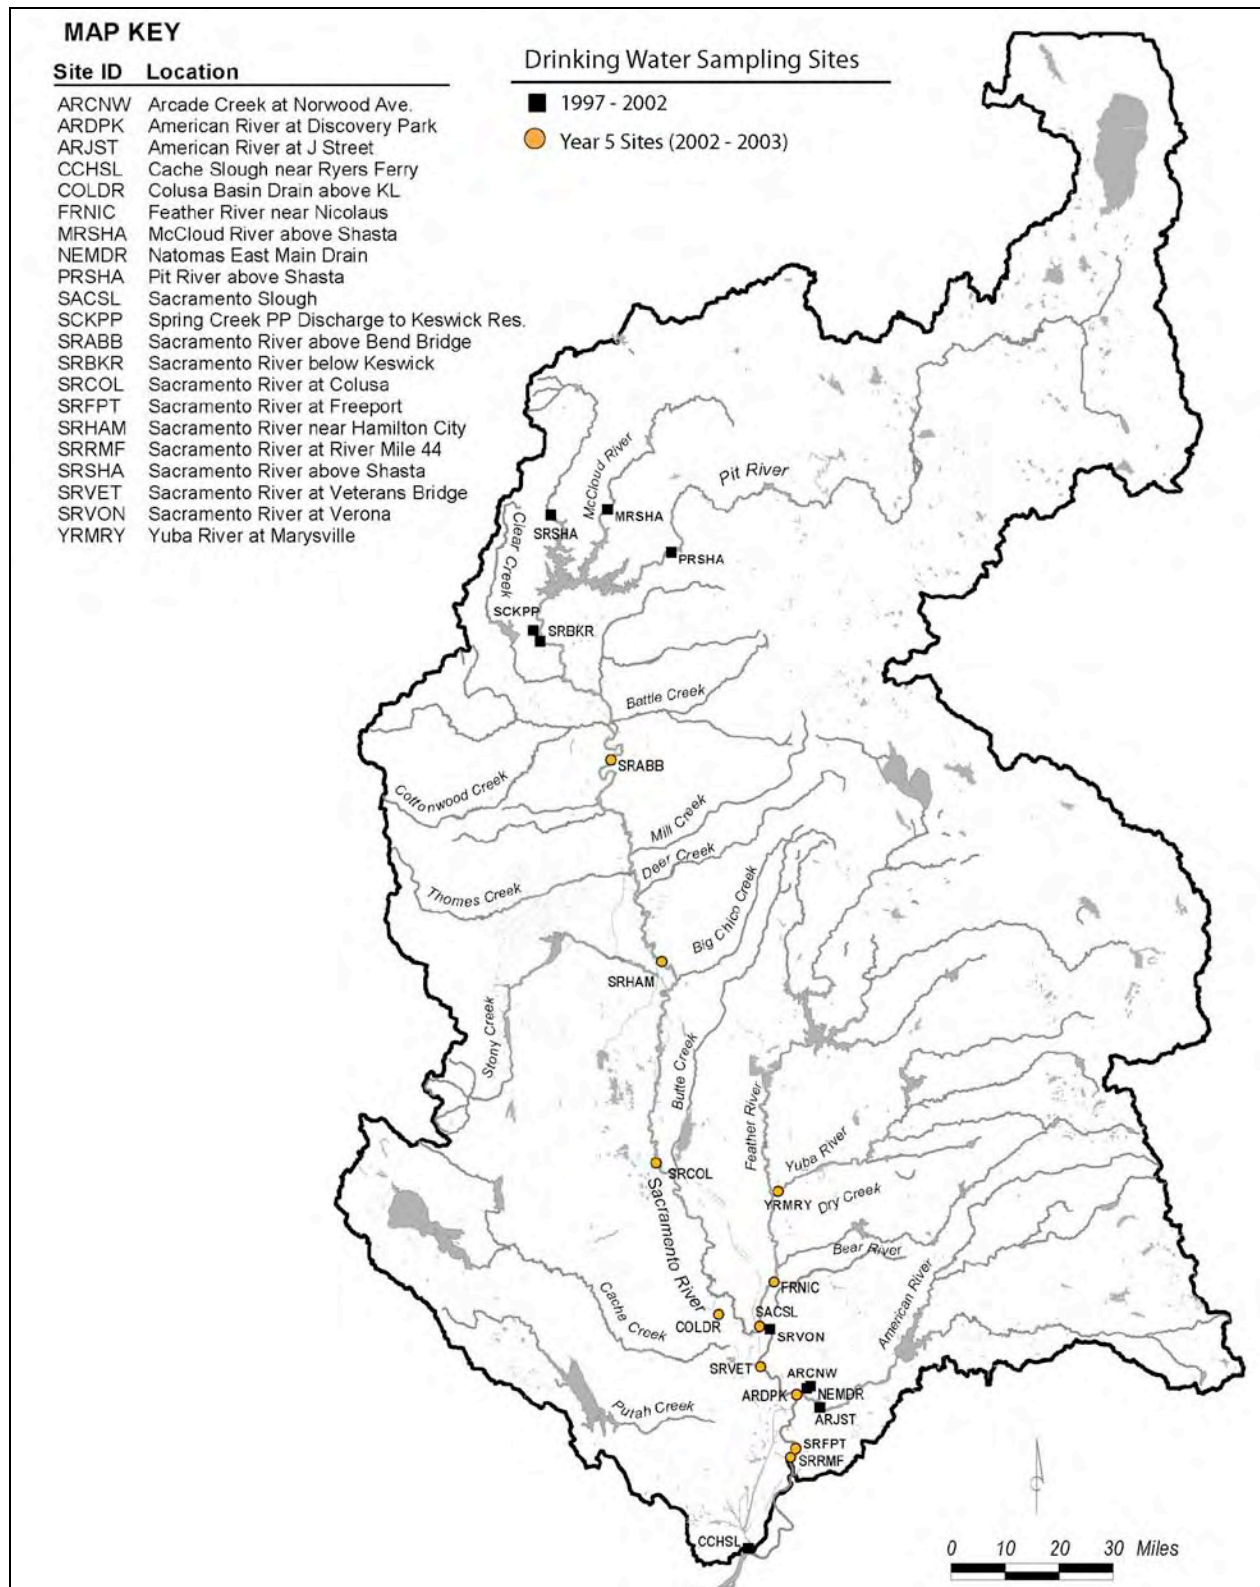 MAP KEY
Site ID Location
ARCNW Arcade Creek at Norwood Ave.
ARDPK American River at Discovery Park
ARJST American River at J Street
CCHSL Cache Slough near Ryers Ferry
COLDR Colusa Basin Drain above KL
FRNIC Feather River near Nicolaus
MRSHA McCloud River above Shasta
NEMDR Natomas East Main Drain
PRSHA Pit River above Shasta
SACSL Sacramento Slough
SCKPP Spring Creek PP Discharge to Keswick Res.
SRABB Sacramento River above Bend Bridge
SRBKR Sacramento River below Keswick
SRCOL Sacramento River at Colusa
SRFPT Sacramento River at Freeport
SRHAM Sacramento River near Hamilton City
SRRMF Sacramento River at River Mile 44
SRSHA Sacramento River above Shasta
SRVET Sacramento River at Veterans Bridge
SRVON Sacramento River at Verona
YRMRY Yuba River at Marysville
Drinking Water Sampling Sites
1997 - 2002
Year 5 Sites (2002 - 2003)
McCloud River
Pit River
Clear Creek
SRSHA
MRSHA
PRSHA
SCKPP
SRBKR
Battle Creek
SRABB
Cottonwood Creek
Mill Creek
Deer Creek
Thomes Creek
Big Chico Creek
SRHAM
Stony Creek
Butte Creek
Feather River
Yuba River
SRCOL
YRMRY
Dry Creek
Sacramento River
Bear River
FRNIC
American River
Cache Creek
COLDR
SACSL
SRVON
SRVET
ARCNW
ARDPK
NEMDR
ARJST
Putah Creek
SRFPT
SRRMF
CCHSL
0 10 20 30 Miles